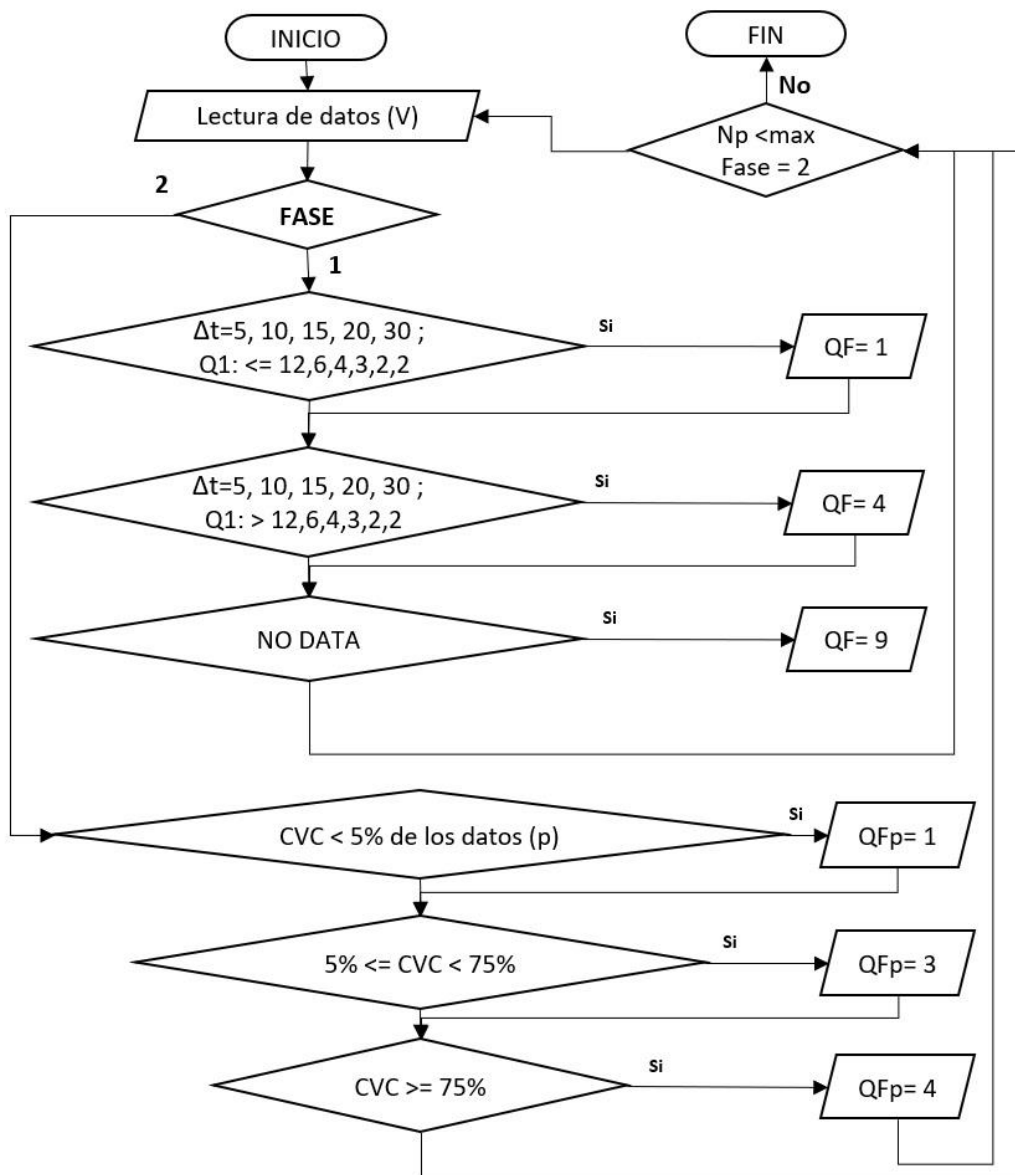 INICIO
FIN
No
Lectura de datos (V)
Np <max
Fase = 2
2
FASE
1
Δt=5, 10, 15, 20, 30 ;
Q1: <= 12,6,4,3,2,2
Si
QF= 1
Δt=5, 10, 15, 20, 30 ;
Q1: > 12,6,4,3,2,2
Si
QF= 4
NO DATA
Si
QF= 9
CVC < 5% de los datos (p)
Si
QFp= 1
5% <= CVC < 75%
Si
QFp= 3
CVC >= 75%
Si
QFp= 4